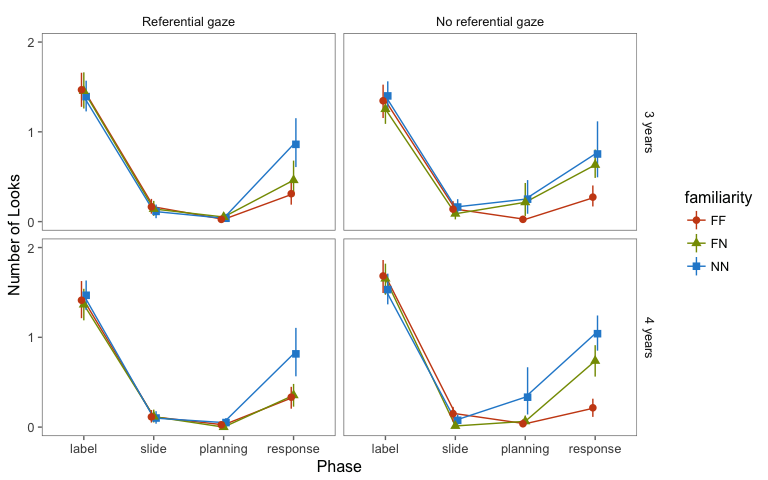 Referential gaze
No referential gaze
2
1
0
3 years
Number of Looks
familiarity
FF
FN
NN
2
1
0
4 years
label slide planning response
label slide planning response
Phase